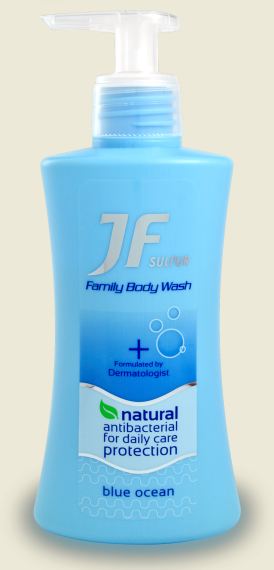 JF
SULFUR
Family Body Wash
+
Formulated by
Dermatologist
natural
antibacterial
for daily care
protection
blue ocean